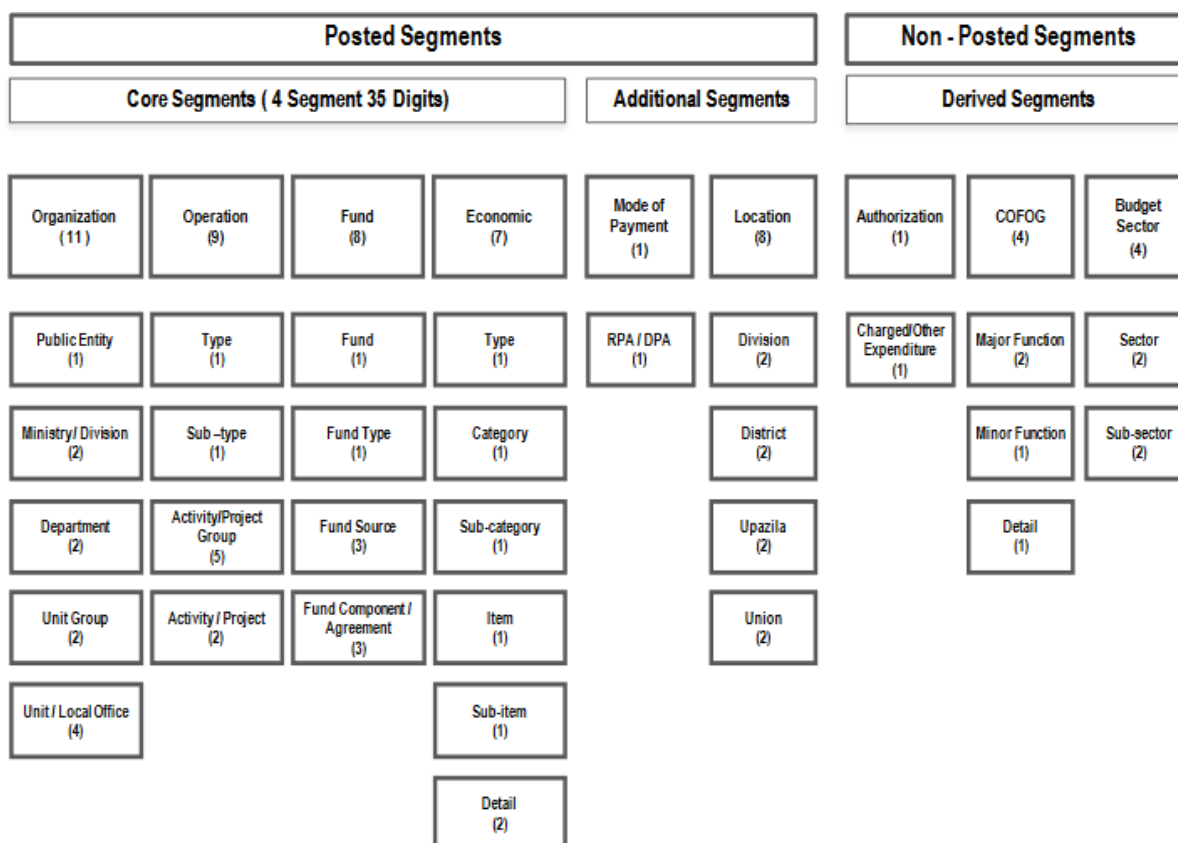 Posted Segments
Non - Posted Segments
Core Segments ( 4 Segment 35 Digits)
Additional Segments
Derived Segments
Organization
( 11 )
Operation
(9)
Fund
(8)
Economic
(7)
Mode of
Payment
(1)
Location
(8)
Authorization
(1)
COFOG
(4)
Budget
Sector
(4)
Public Entity
(1)
Type
(1)
Fund
(1)
Type
(1)
RPA / DPA
(1)
Division
(2)
Charged/Other
Expenditure
(1)
Major Function
(2)
Sector
(2)
Ministry/ Division
(2)
Sub –type
(1)
Fund Type
(1)
Category
(1)
District
(2)
Minor Function
(1)
Sub-sector
(2)
Department
(2)
Activity/Project
Group
(5)
Fund Source
(3)
Sub-category
(1)
Upazila
(2)
Detail
(1)
Unit Group
(2)
Activity / Project
(2)
Fund Component /
Agreement
(3)
Item
(1)
Union
(2)
Unit / Local Office
(4)
Sub-item
(1)
Detail
(2)